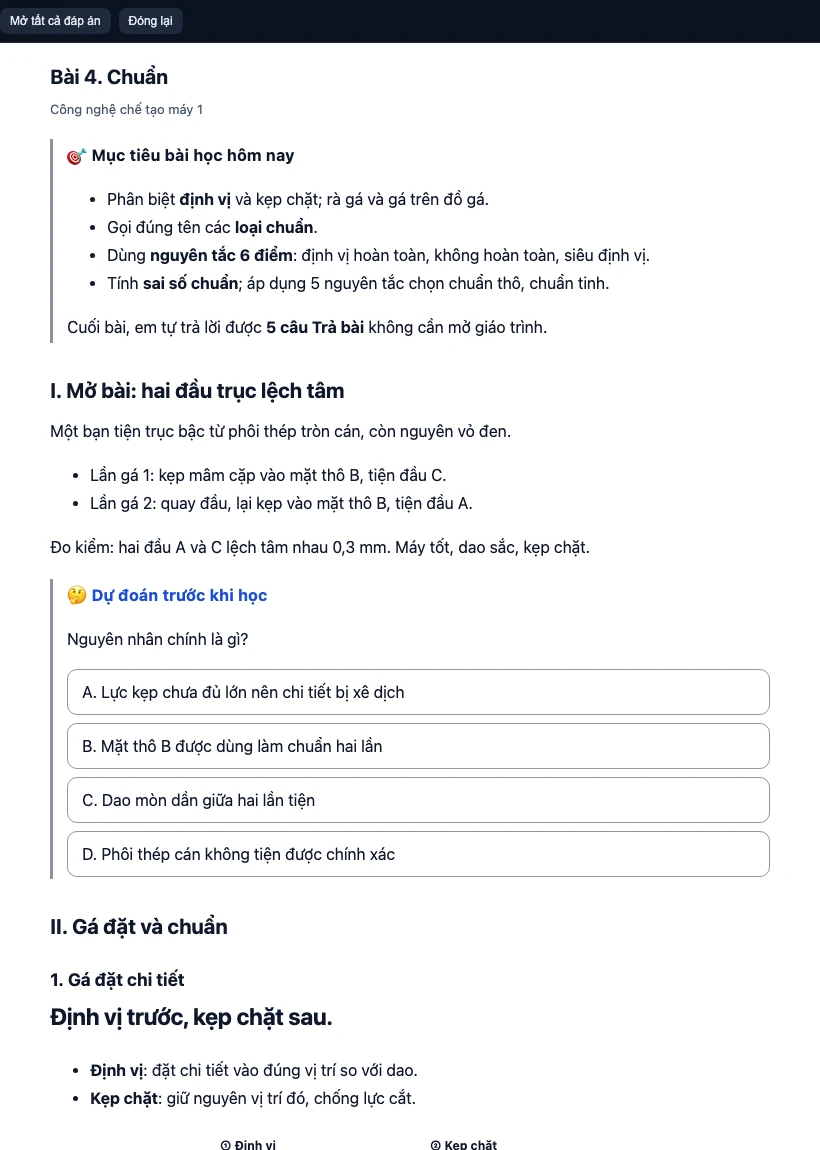 Mở tất cả đáp án
Đóng lại
Bài 4. Chuẩn
Công nghệ chế tạo máy 1
🎯 Mục tiêu bài học hôm nay
• Phân biệt định vị và kẹp chặt; rà gá và gá trên đồ gá.
• Gọi đúng tên các loại chuẩn.
• Dùng nguyên tắc 6 điểm: định vị hoàn toàn, không hoàn toàn, siêu định vị.
• Tính sai số chuẩn; áp dụng 5 nguyên tắc chọn chuẩn thô, chuẩn tinh.
Cuối bài, em tự trả lời được 5 câu Trả bài không cần mở giáo trình.
I. Mở bài: hai đầu trục lệch tâm
Một bạn tiện trục bậc từ phôi thép tròn cán, còn nguyên vỏ đen.
• Lần gá 1: kẹp mâm cặp vào mặt thô B, tiện đầu C.
• Lần gá 2: quay đầu, lại kẹp vào mặt thô B, tiện đầu A.
Đo kiểm: hai đầu A và C lệch tâm nhau 0,3 mm. Máy tốt, dao sắc, kẹp chặt.
🤔 Dự đoán trước khi học
Nguyên nhân chính là gì?
A. Lực kẹp chưa đủ lớn nên chi tiết bị xê dịch
B. Mặt thô B được dùng làm chuẩn hai lần
C. Dao mòn dần giữa hai lần tiện
D. Phôi thép cán không tiện được chính xác
II. Gá đặt và chuẩn
1. Gá đặt chi tiết
Định vị trước, kẹp chặt sau.
• Định vị: đặt chi tiết vào đúng vị trí so với dao.
• Kẹp chặt: giữ nguyên vị trí đó, chống lực cắt.
① Định vị
② Kẹp chặt